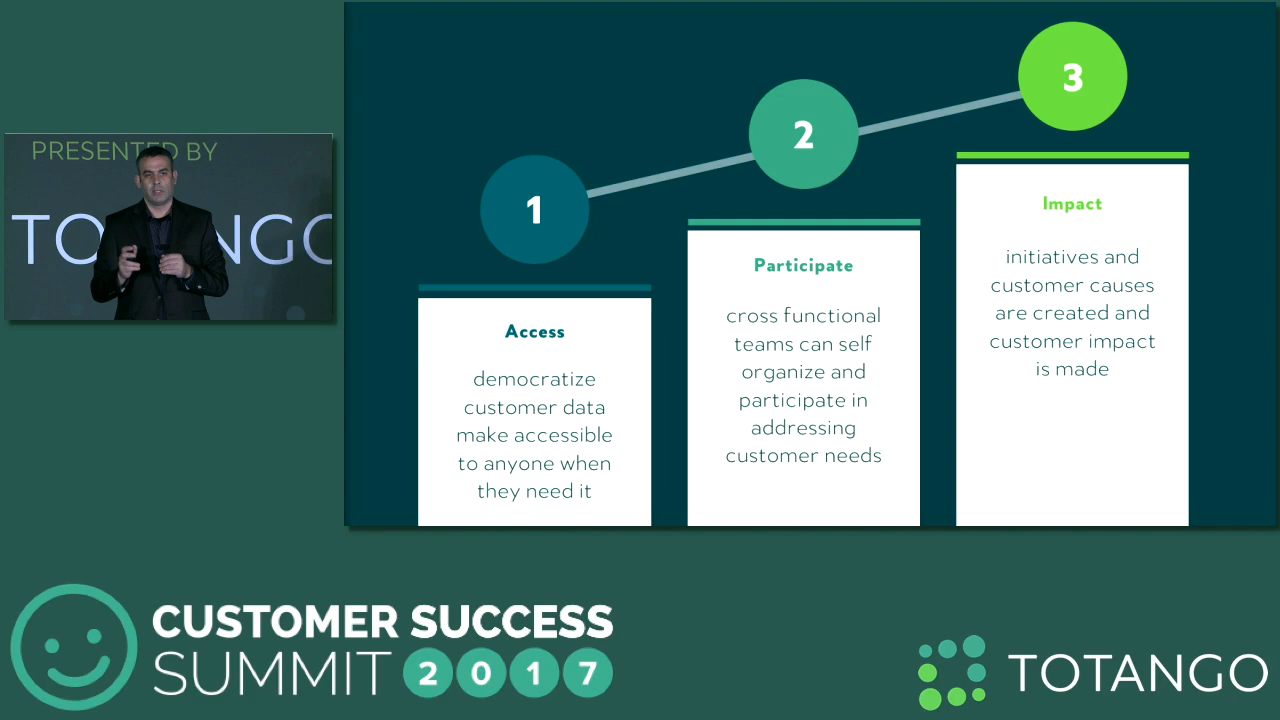 PRESENTED BY
TOTANGO
1
2
3
Access
democratize
customer data
make accessible
to anyone when
they need it
Participate
cross functional
teams can self
organize and
participate in
addressing
customer needs
Impact
initiatives and
customer causes
are created and
customer impact
is made
CUSTOMER SUCCESS
SUMMIT 2017
TOTANGO